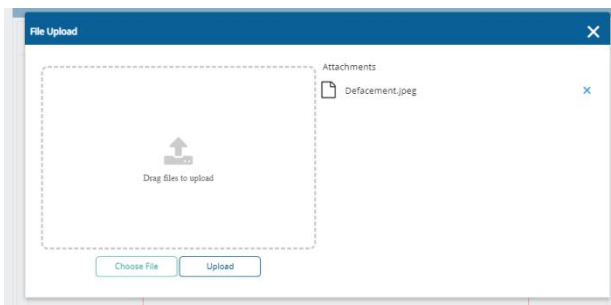 File Upload
Attachments
Defacement.jpeg
Drag files to upload
Choose File
Upload